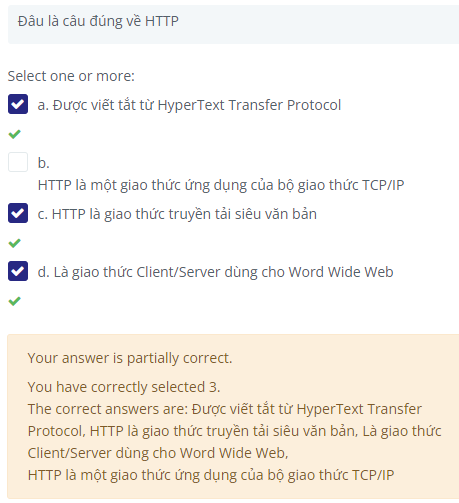 Đâu là câu đúng về HTTP
Select one or more:
a. Được viết tắt từ HyperText Transfer Protocol
b.
HTTP là một giao thức ứng dụng của bộ giao thức TCP/IP
c. HTTP là giao thức truyền tải siêu văn bản
d. Là giao thức Client/Server dùng cho Word Wide Web
Your answer is partially correct.
You have correctly selected 3.
The correct answers are: Được viết tắt từ HyperText Transfer
Protocol, HTTP là giao thức truyền tải siêu văn bản, Là giao thức
Client/Server dùng cho Word Wide Web,
HTTP là một giao thức ứng dụng của bộ giao thức TCP/IP